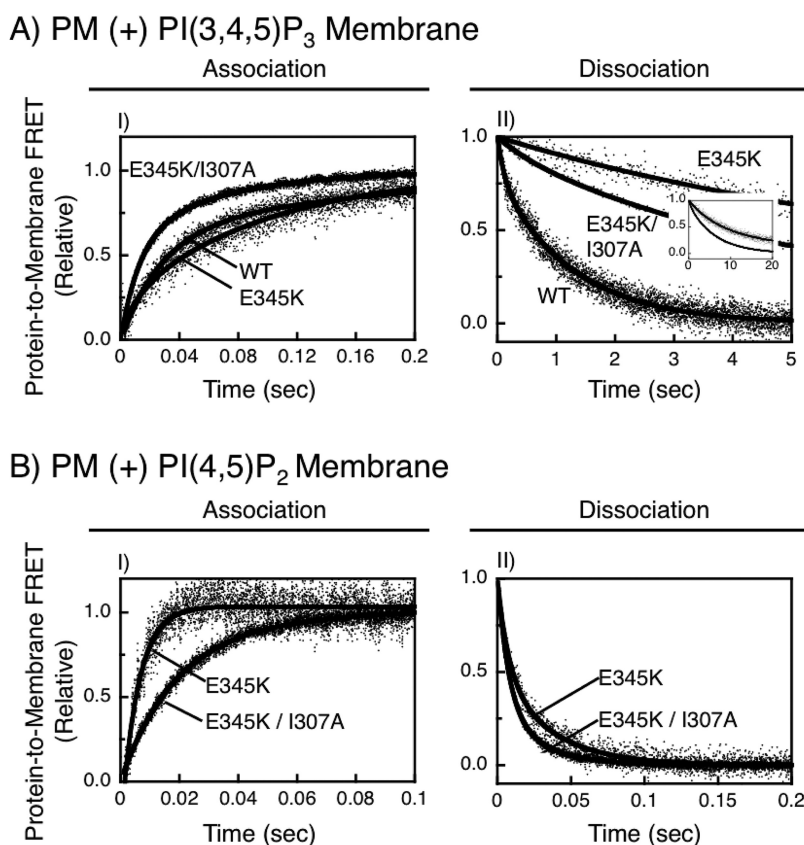 A) PM (+) PI(3,4,5)P₃ Membrane
Association
Dissociation
Protein-to-Membrane FRET
(Relative)
I)
1.0
0.5
0.0
E345K/I307A
WT
E345K
0
0.04
0.08
0.12
0.16
0.2
Time (sec)
II)
1.0
0.5
0.0
E345K
E345K/
I307A
WT
1.0
0.5
0.0
0
10
20
0
1
2
3
4
5
Time (sec)
B) PM (+) PI(4,5)P₂ Membrane
Association
Dissociation
Protein-to-Membrane FRET
(Relative)
I)
1.0
0.5
0.0
E345K
E345K / I307A
0
0.02
0.04
0.06
0.08
0.1
Time (sec)
II)
1.0
0.5
0.0
E345K
E345K / I307A
0
0.05
0.1
0.15
0.2
Time (sec)